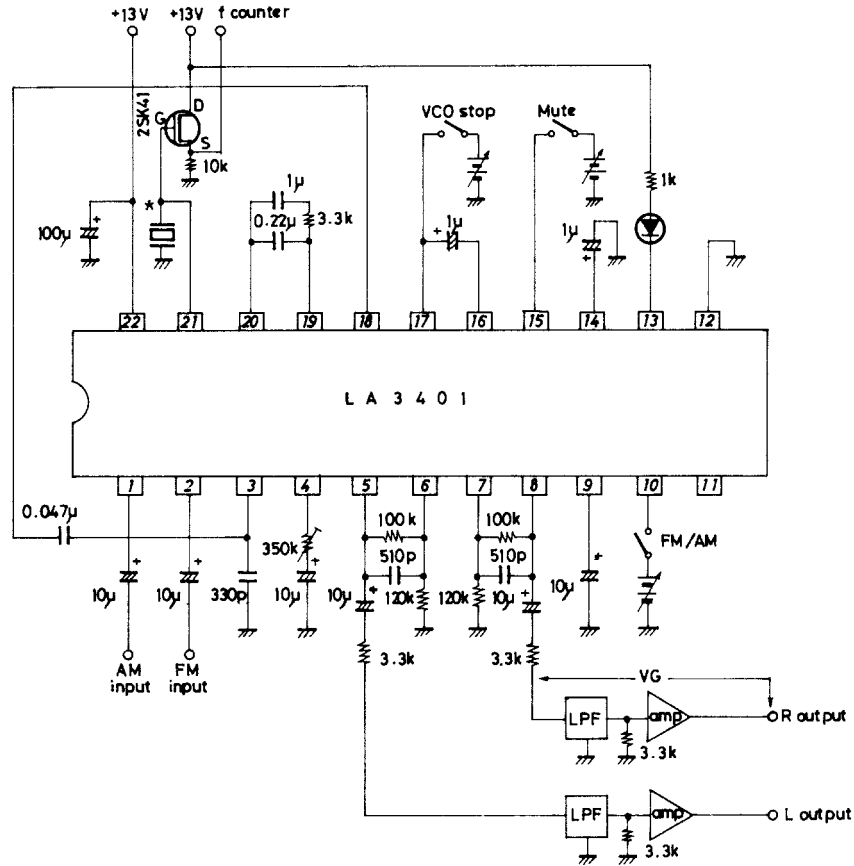 +13V +13V f counter
2SK41
G
D
S
10k
VCO stop
Mute
1k
*
100μ
+
1μ
0.22μ
3.3k
+
1μ
1μ
+
22 21 20 19 18 17 16 15 14 13 12
LA3401
1 2 3 4 5 6 7 8 9 10 11
0.047μ
100k
100k
FM/AM
350k
510p
510p
+ + + + + +
10μ 10μ 330p 10μ 10μ 120k 120k 10μ 10μ
3.3k
3.3k
AM
input
FM
input
VG
LPF
amp
R output
3.3k
LPF
amp
L output
3.3k